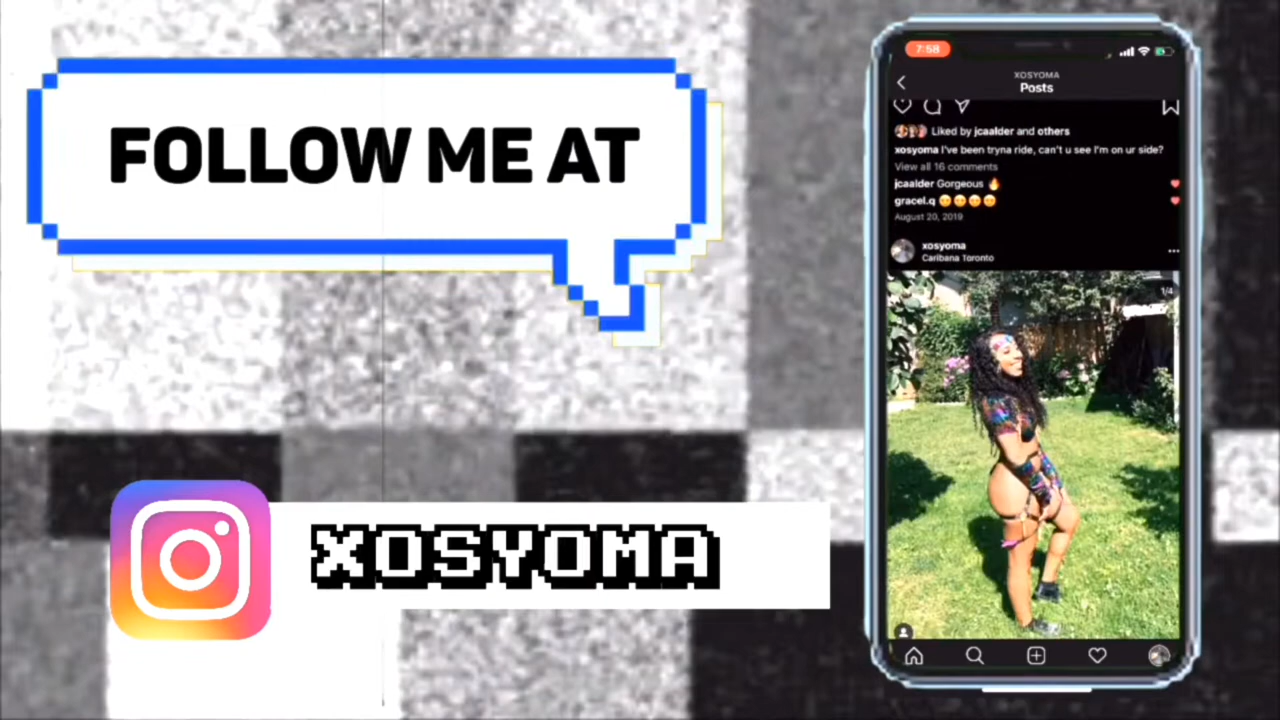 FOLLOW ME AT
XOSYOMA
7:58
XOSYOMA
Posts
Liked by jcaalder and others
xosyoma I've been tryna ride, can't u see I'm on ur side?
View all 16 comments
jcaalder Gorgeous 🔥
gracel.q 😊😊😊😊
August 20, 2019
xosyoma
Caribana Toronto
1/4